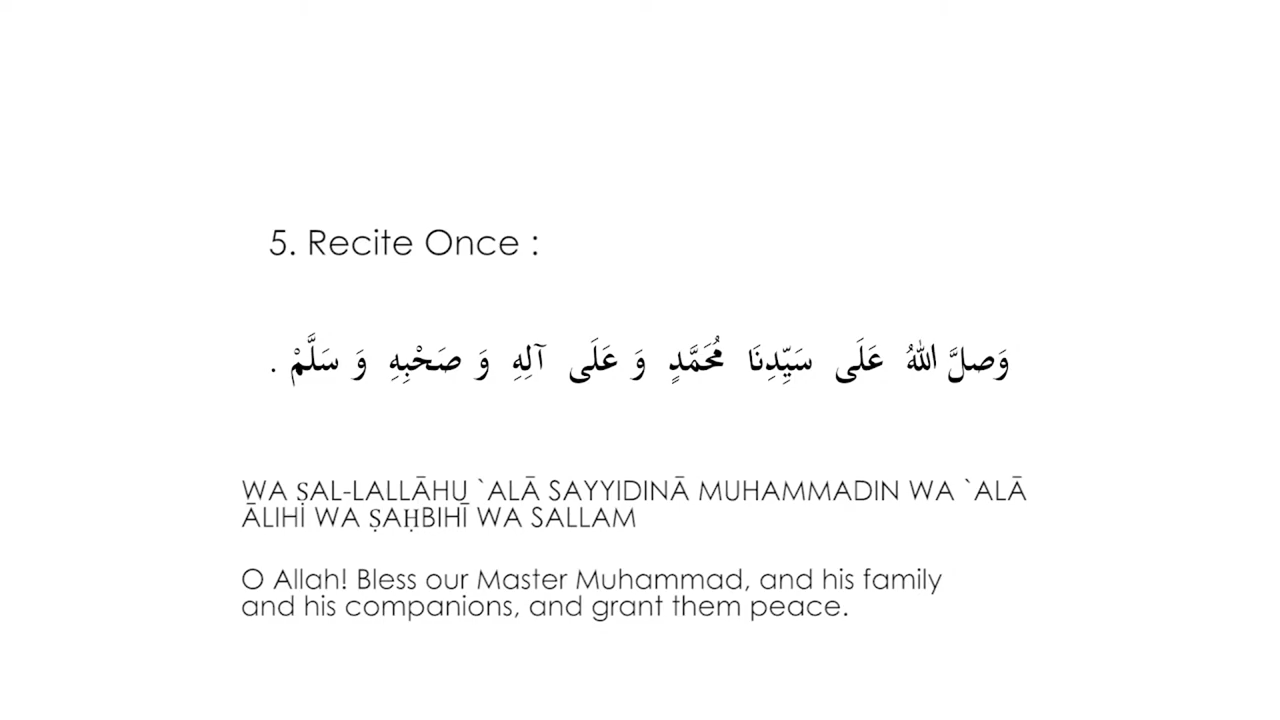 5. Recite Once :
وَصلَّ اللهُ عَلَى سَيِّدِنَا مُحَمَّدٍ وَ عَلَى آلِهِ وَ صَحْبِهِ وَ سَلَّمْ .
WA ṢAL-LALLĀHU `ALĀ SAYYIDINĀ MUHAMMADIN WA `ALĀ
ĀLIHI WA ṢAḤBIHĪ WA SALLAM
O Allah! Bless our Master Muhammad, and his family
and his companions, and grant them peace.